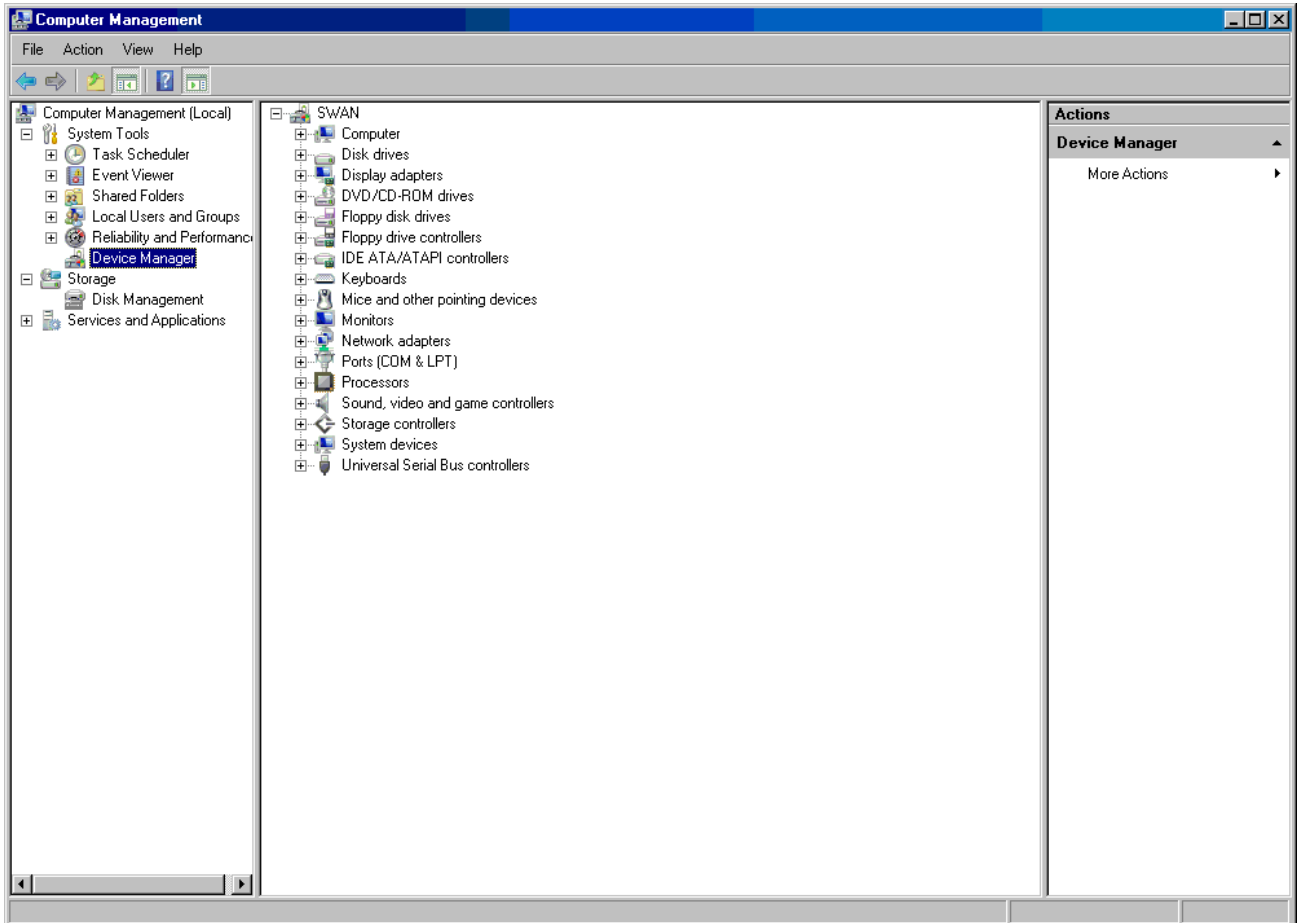 Computer Management
File Action View Help
Computer Management (Local)
System Tools
Task Scheduler
Event Viewer
Shared Folders
Local Users and Groups
Reliability and Performanc
Device Manager
Storage
Disk Management
Services and Applications
SWAN
Computer
Disk drives
Display adapters
DVD/CD-ROM drives
Floppy disk drives
Floppy drive controllers
IDE ATA/ATAPI controllers
Keyboards
Mice and other pointing devices
Monitors
Network adapters
Ports (COM & LPT)
Processors
Sound, video and game controllers
Storage controllers
System devices
Universal Serial Bus controllers
Actions
Device Manager
More Actions